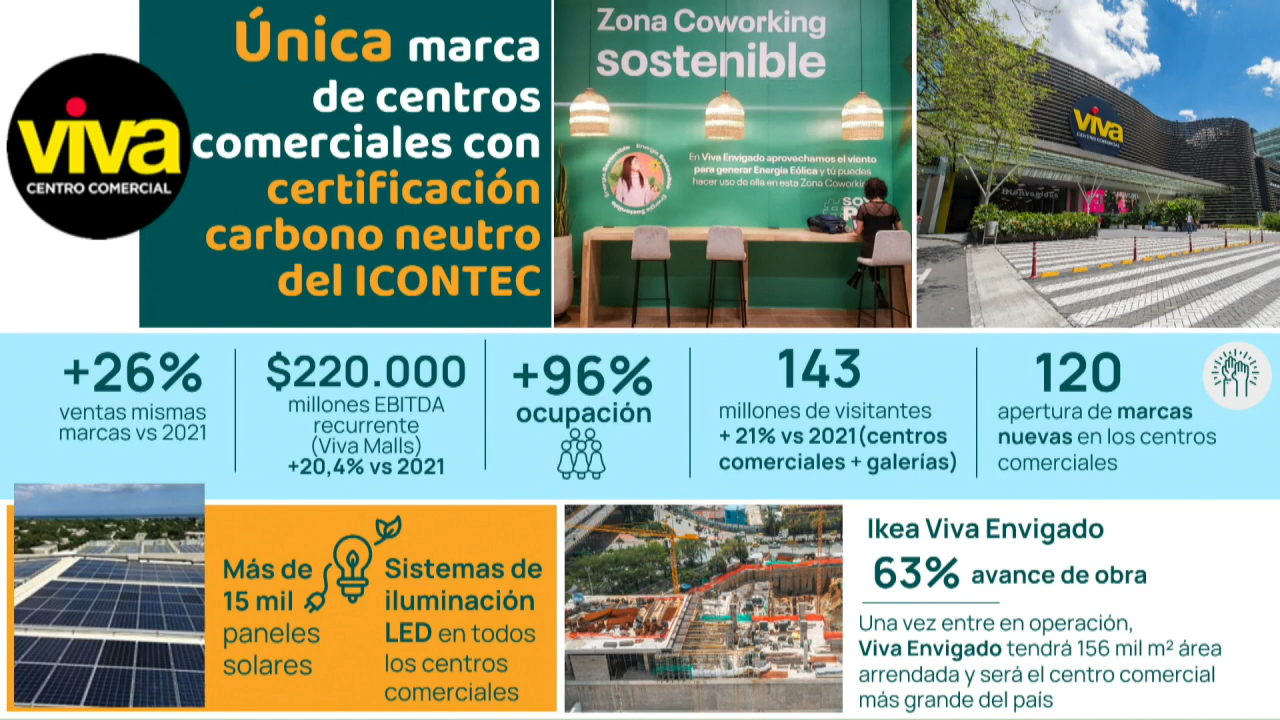 viva
CENTRO COMERCIAL
Única marca
de centros
comerciales con
certificación
carbono neutro
del ICONTEC
Zona Coworking
sostenible
En Viva Envigado aprovechamos el viento
para generar Energía Eólica y tú puedes
hacer uso de ella en esta Zona
viva
CENTRO COMERCIAL
+26%
ventas mismas
marcas vs 2021
$220.000
millones EBITDA
recurrente
(Viva Malls)
+20,4% vs 2021
+96%
ocupación
143
millones de visitantes
+ 21% vs 2021(centros
comerciales + galerías)
120
apertura de marcas
nuevas en los centros
comerciales
Más de
15 mil
paneles
solares
Sistemas de
iluminación
LED en todos
los centros
comerciales
Ikea Viva Envigado
63% avance de obra
Una vez entre en operación,
Viva Envigado tendrá 156 mil m² área
arrendada y será el centro comercial
más grande del país